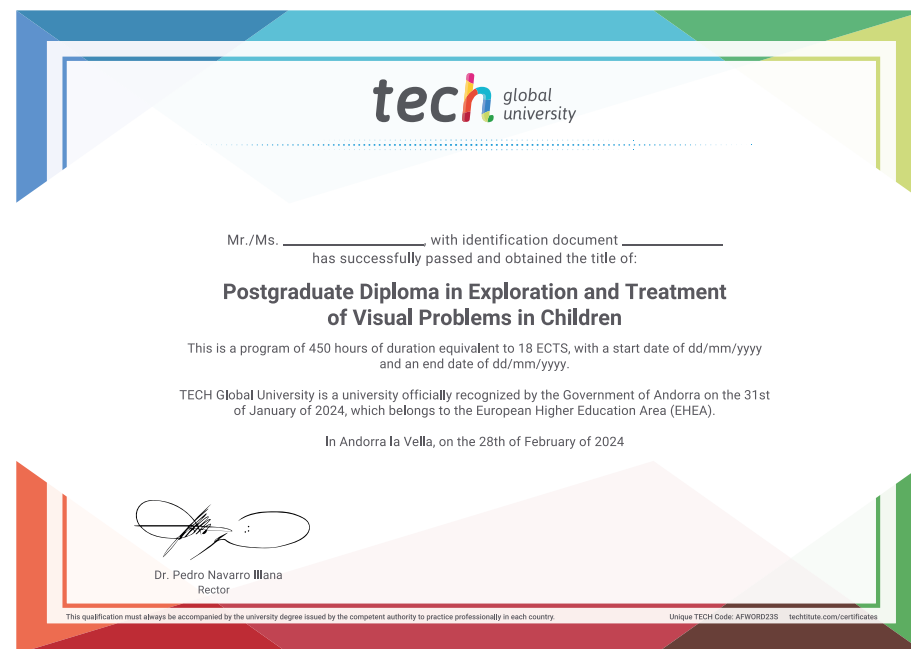 tech global
university
Mr./Ms. ____________, with identification document ____________
has successfully passed and obtained the title of:
Postgraduate Diploma in Exploration and Treatment
of Visual Problems in Children
This is a program of 450 hours of duration equivalent to 18 ECTS, with a start date of dd/mm/yyyy
and an end date of dd/mm/yyyy.
TECH Global University is a university officially recognized by the Government of Andorra on the 31st
of January of 2024, which belongs to the European Higher Education Area (EHEA).
In Andorra la Vella, on the 28th of February of 2024
Dr. Pedro Navarro Illana
Rector
This qualification must always be accompanied by the university degree issued by the competent authority to practice professionally in each country.
Unique TECH Code: AFWORD23S techtitute.com/certificates